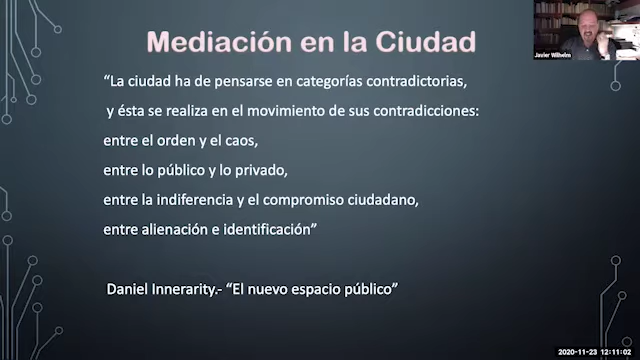 Mediación en la Ciudad
“La ciudad ha de pensarse en categorías contradictorias,
y ésta se realiza en el movimiento de sus contradicciones:
entre el orden y el caos,
entre lo público y lo privado,
entre la indiferencia y el compromiso ciudadano,
entre alienación e identificación”
Daniel Innerarity.- “El nuevo espacio público”
Javier Wilhelm
2020-11-23 12:11:02